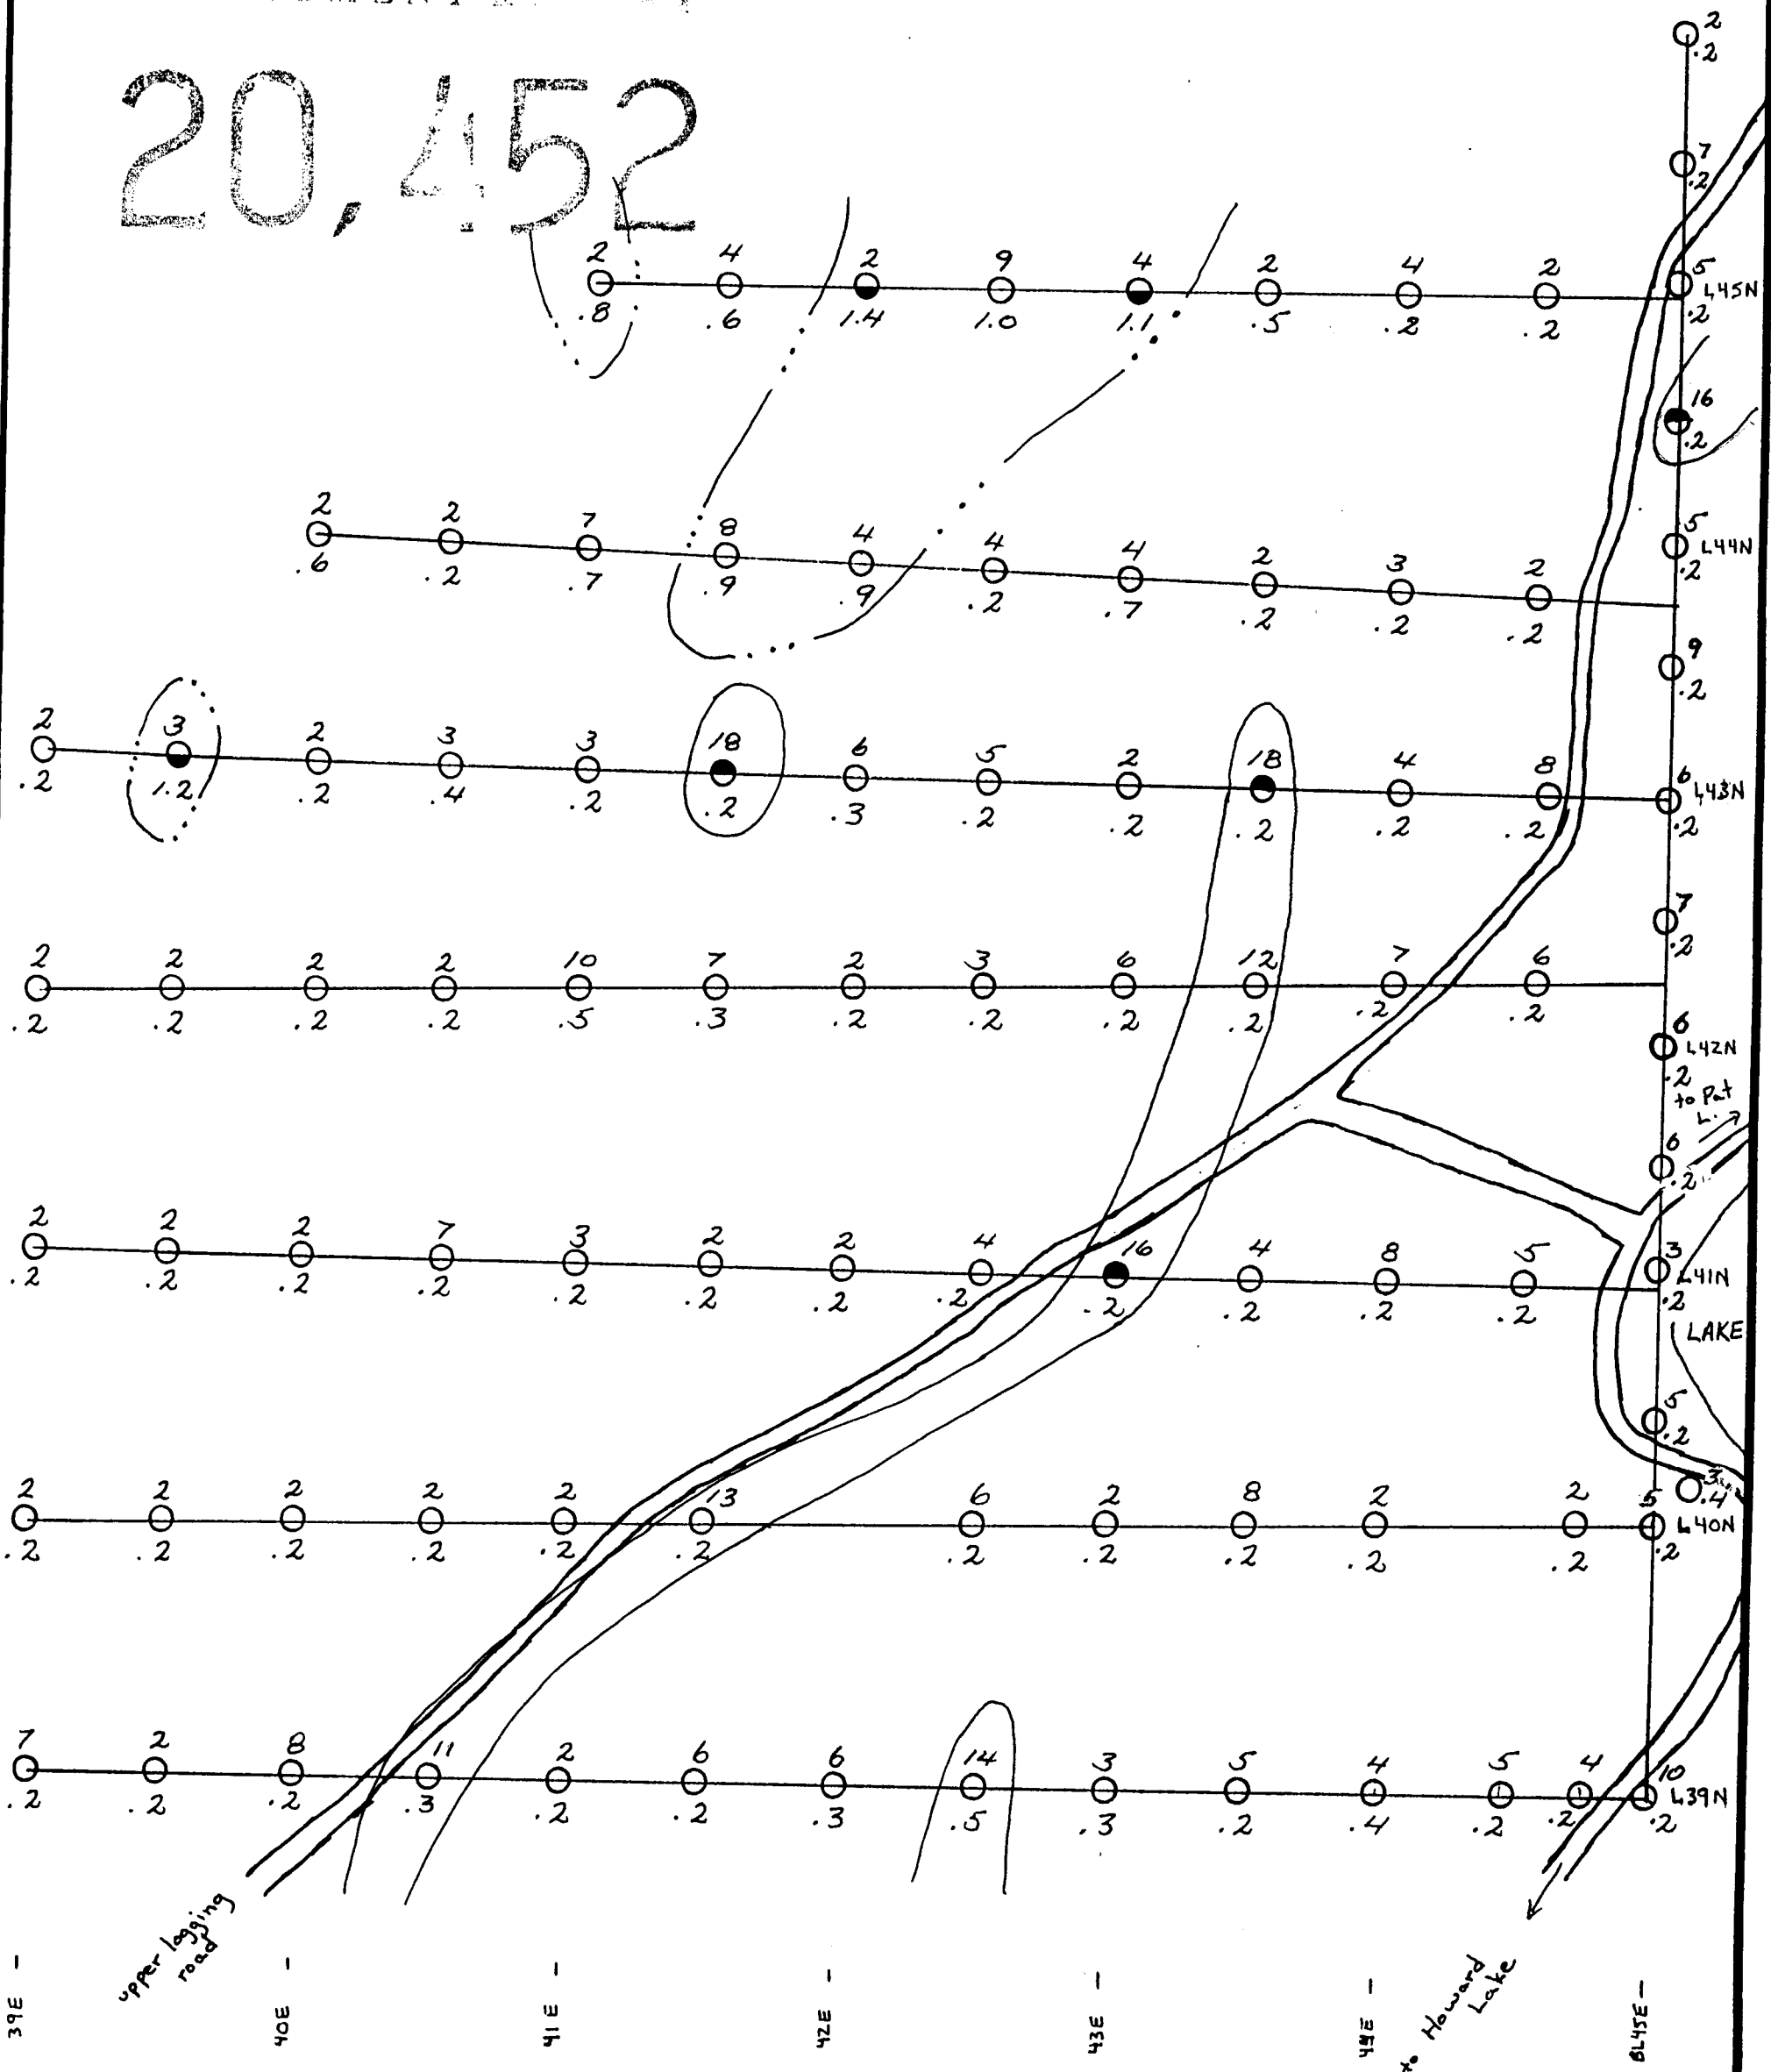 20,452
2
.2
7
.2
2 4 2 9 4 2 4 2 5 L45N
.8 .6 1.4 1.0 1.1 .5 .2 .2 .2
16
.2
2 2 7 8 4 4 4 2 3 2
.6 .2 .7 .9 .9 .2 .7 .2 .2 .2
5 L44N
.2
9
.2
2 3 2 3 3 18 6 5 2 18 4 8 6 L43N
.2 1.2 .2 .4 .2 .2 .3 .2 .2 .2 .2 .2 .2
7
.2
2 2 2 2 10 7 2 3 6 12 7 6
.2 .2 .2 .2 .5 .3 .2 .2 .2 .2 .2 .2
6 L42N
.2
to Pat
L.
6
.2
2 2 2 7 3 2 2 4 16 4 8 5 3 L41N
.2 .2 .2 .2 .2 .2 .2 .2 .2 .2 .2 .2 .2
LAKE
5
.2
3
.4
2 2 2 2 2 13 6 2 8 2 2 5 L40N
.2 .2 .2 .2 .2 .2 .2 .2 .2 .2 .2 .2
7 2 8 11 2 6 6 14 3 5 4 5 4 10 L39N
.2 .2 .2 .3 .2 .2 .3 .5 .3 .2 .4 .2 .2 .2
upper logging
road
to Howard
Lake
39E - 40E - 41E - 42E - 43E - 44E - BL45E -